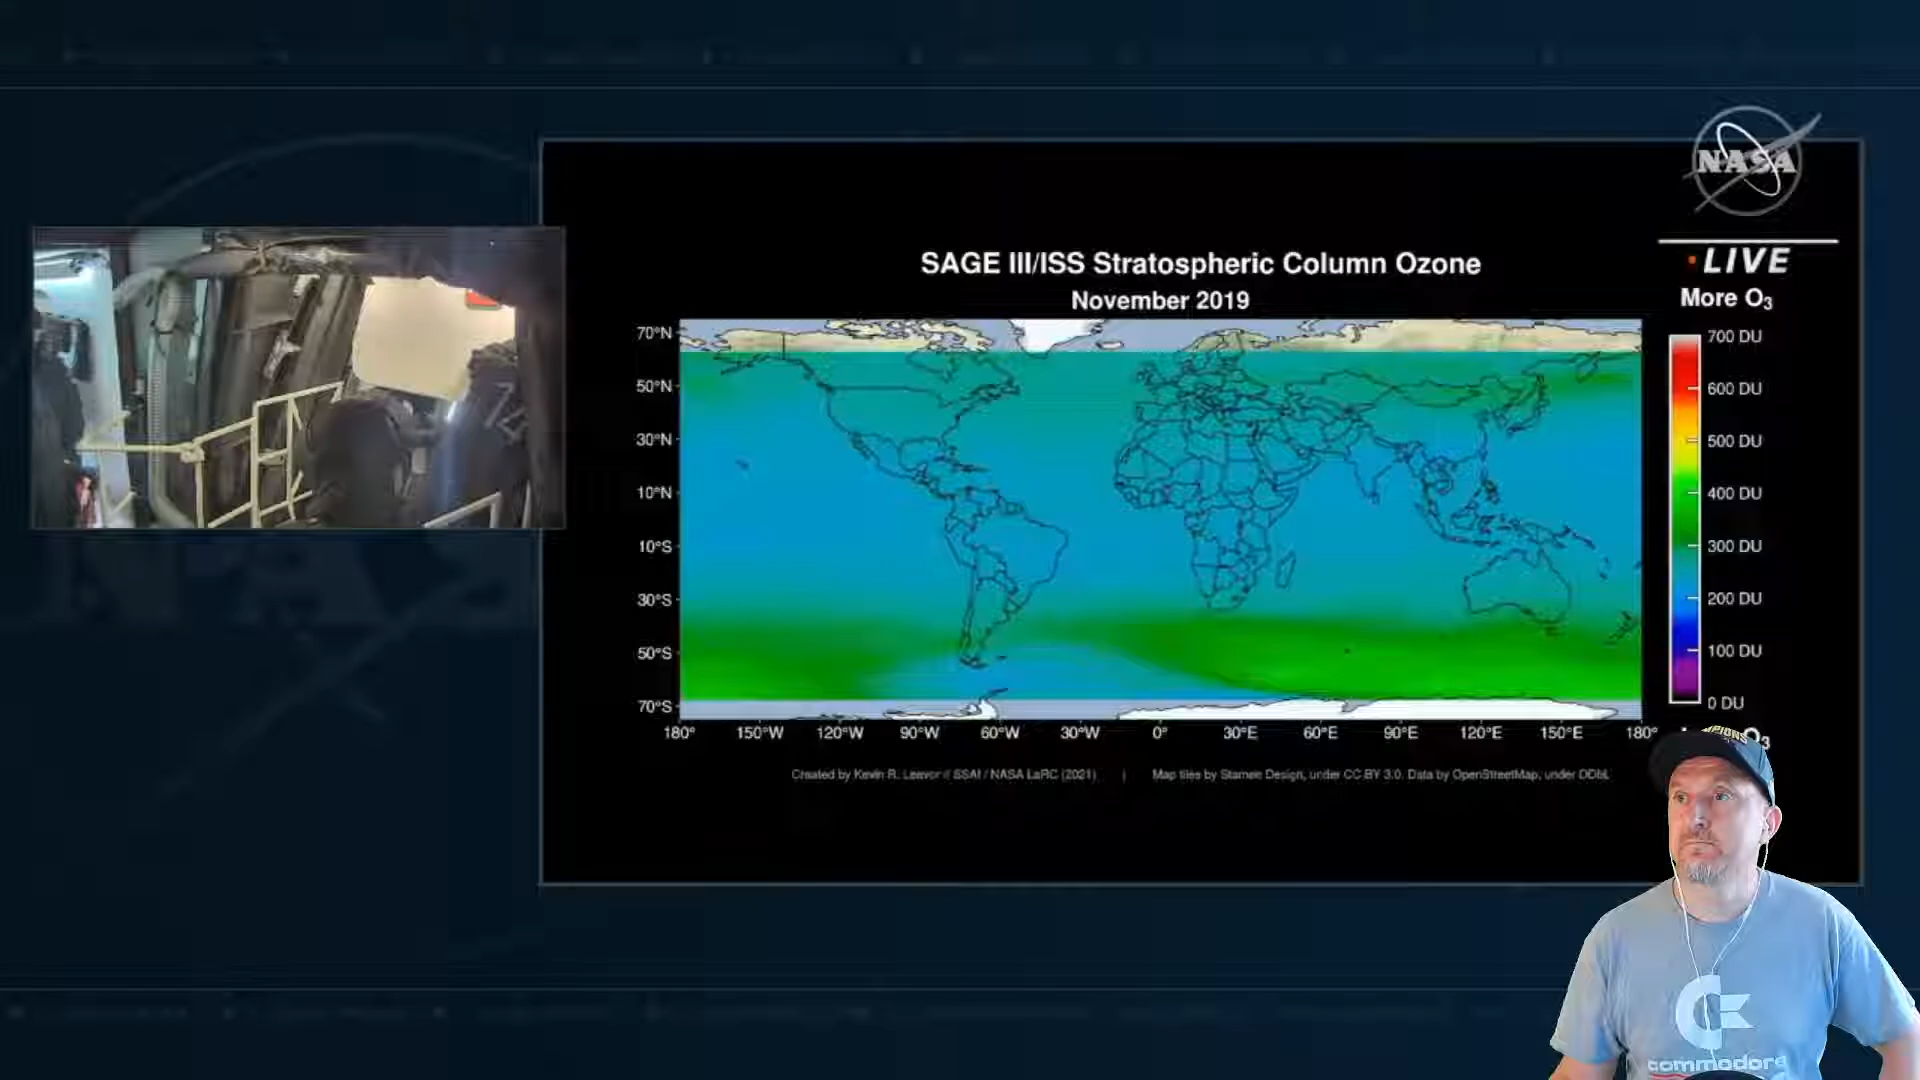 NASA
LIVE
SAGE III/ISS Stratospheric Column Ozone
November 2019
More O₃
70°N
50°N
30°N
10°N
10°S
30°S
50°S
70°S
180° 150°W 120°W 90°W 60°W 30°W 0° 30°E 60°E 90°E 120°E 150°E 180°
700 DU
600 DU
500 DU
400 DU
300 DU
200 DU
100 DU
0 DU
O₃
Created by Kevin R. Leavor // SSAI / NASA LaRC (2021) | Map tiles by Stamen Design, under CC BY 3.0. Data by OpenStreetMap, under ODbL
commodore